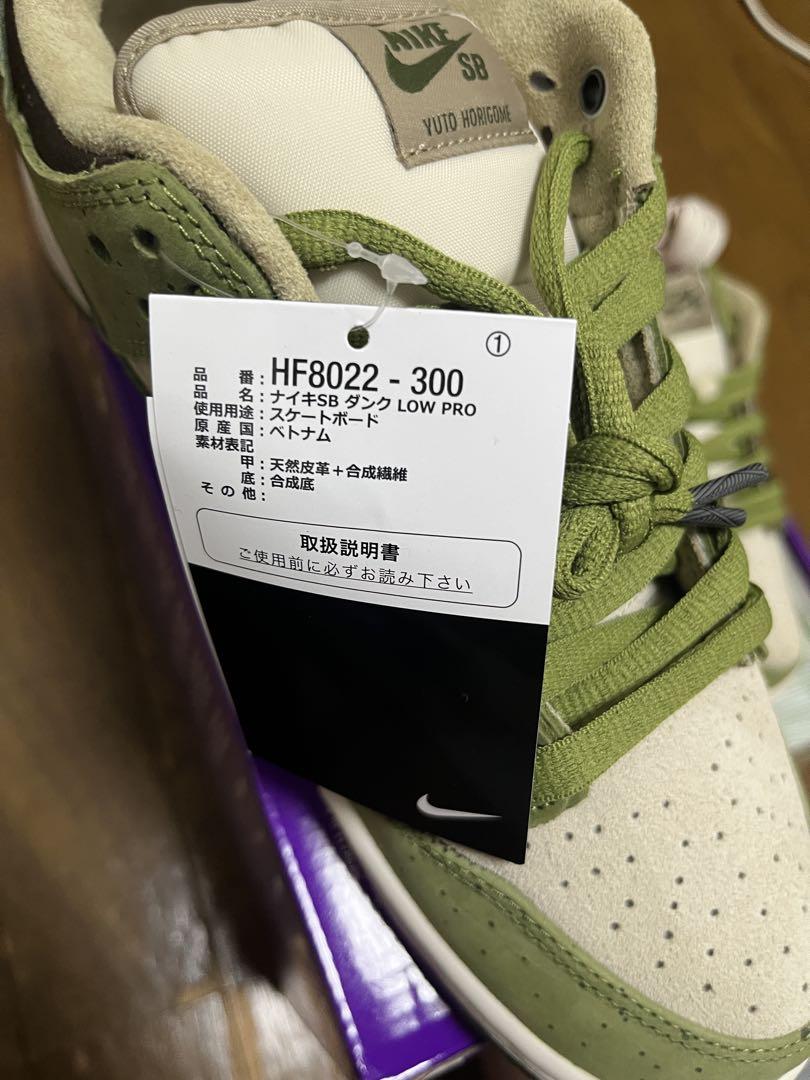 NIKE
SB
YUTO HORIGOME
①
品番:HF8022-300
品名:ナイキSB ダンク LOW PRO
使用用途:スケートボード
原産国:ベトナム
素材表記
甲:天然皮革+合成繊維
底:合成底
その他:
取扱説明書
ご使用前に必ずお読み下さい